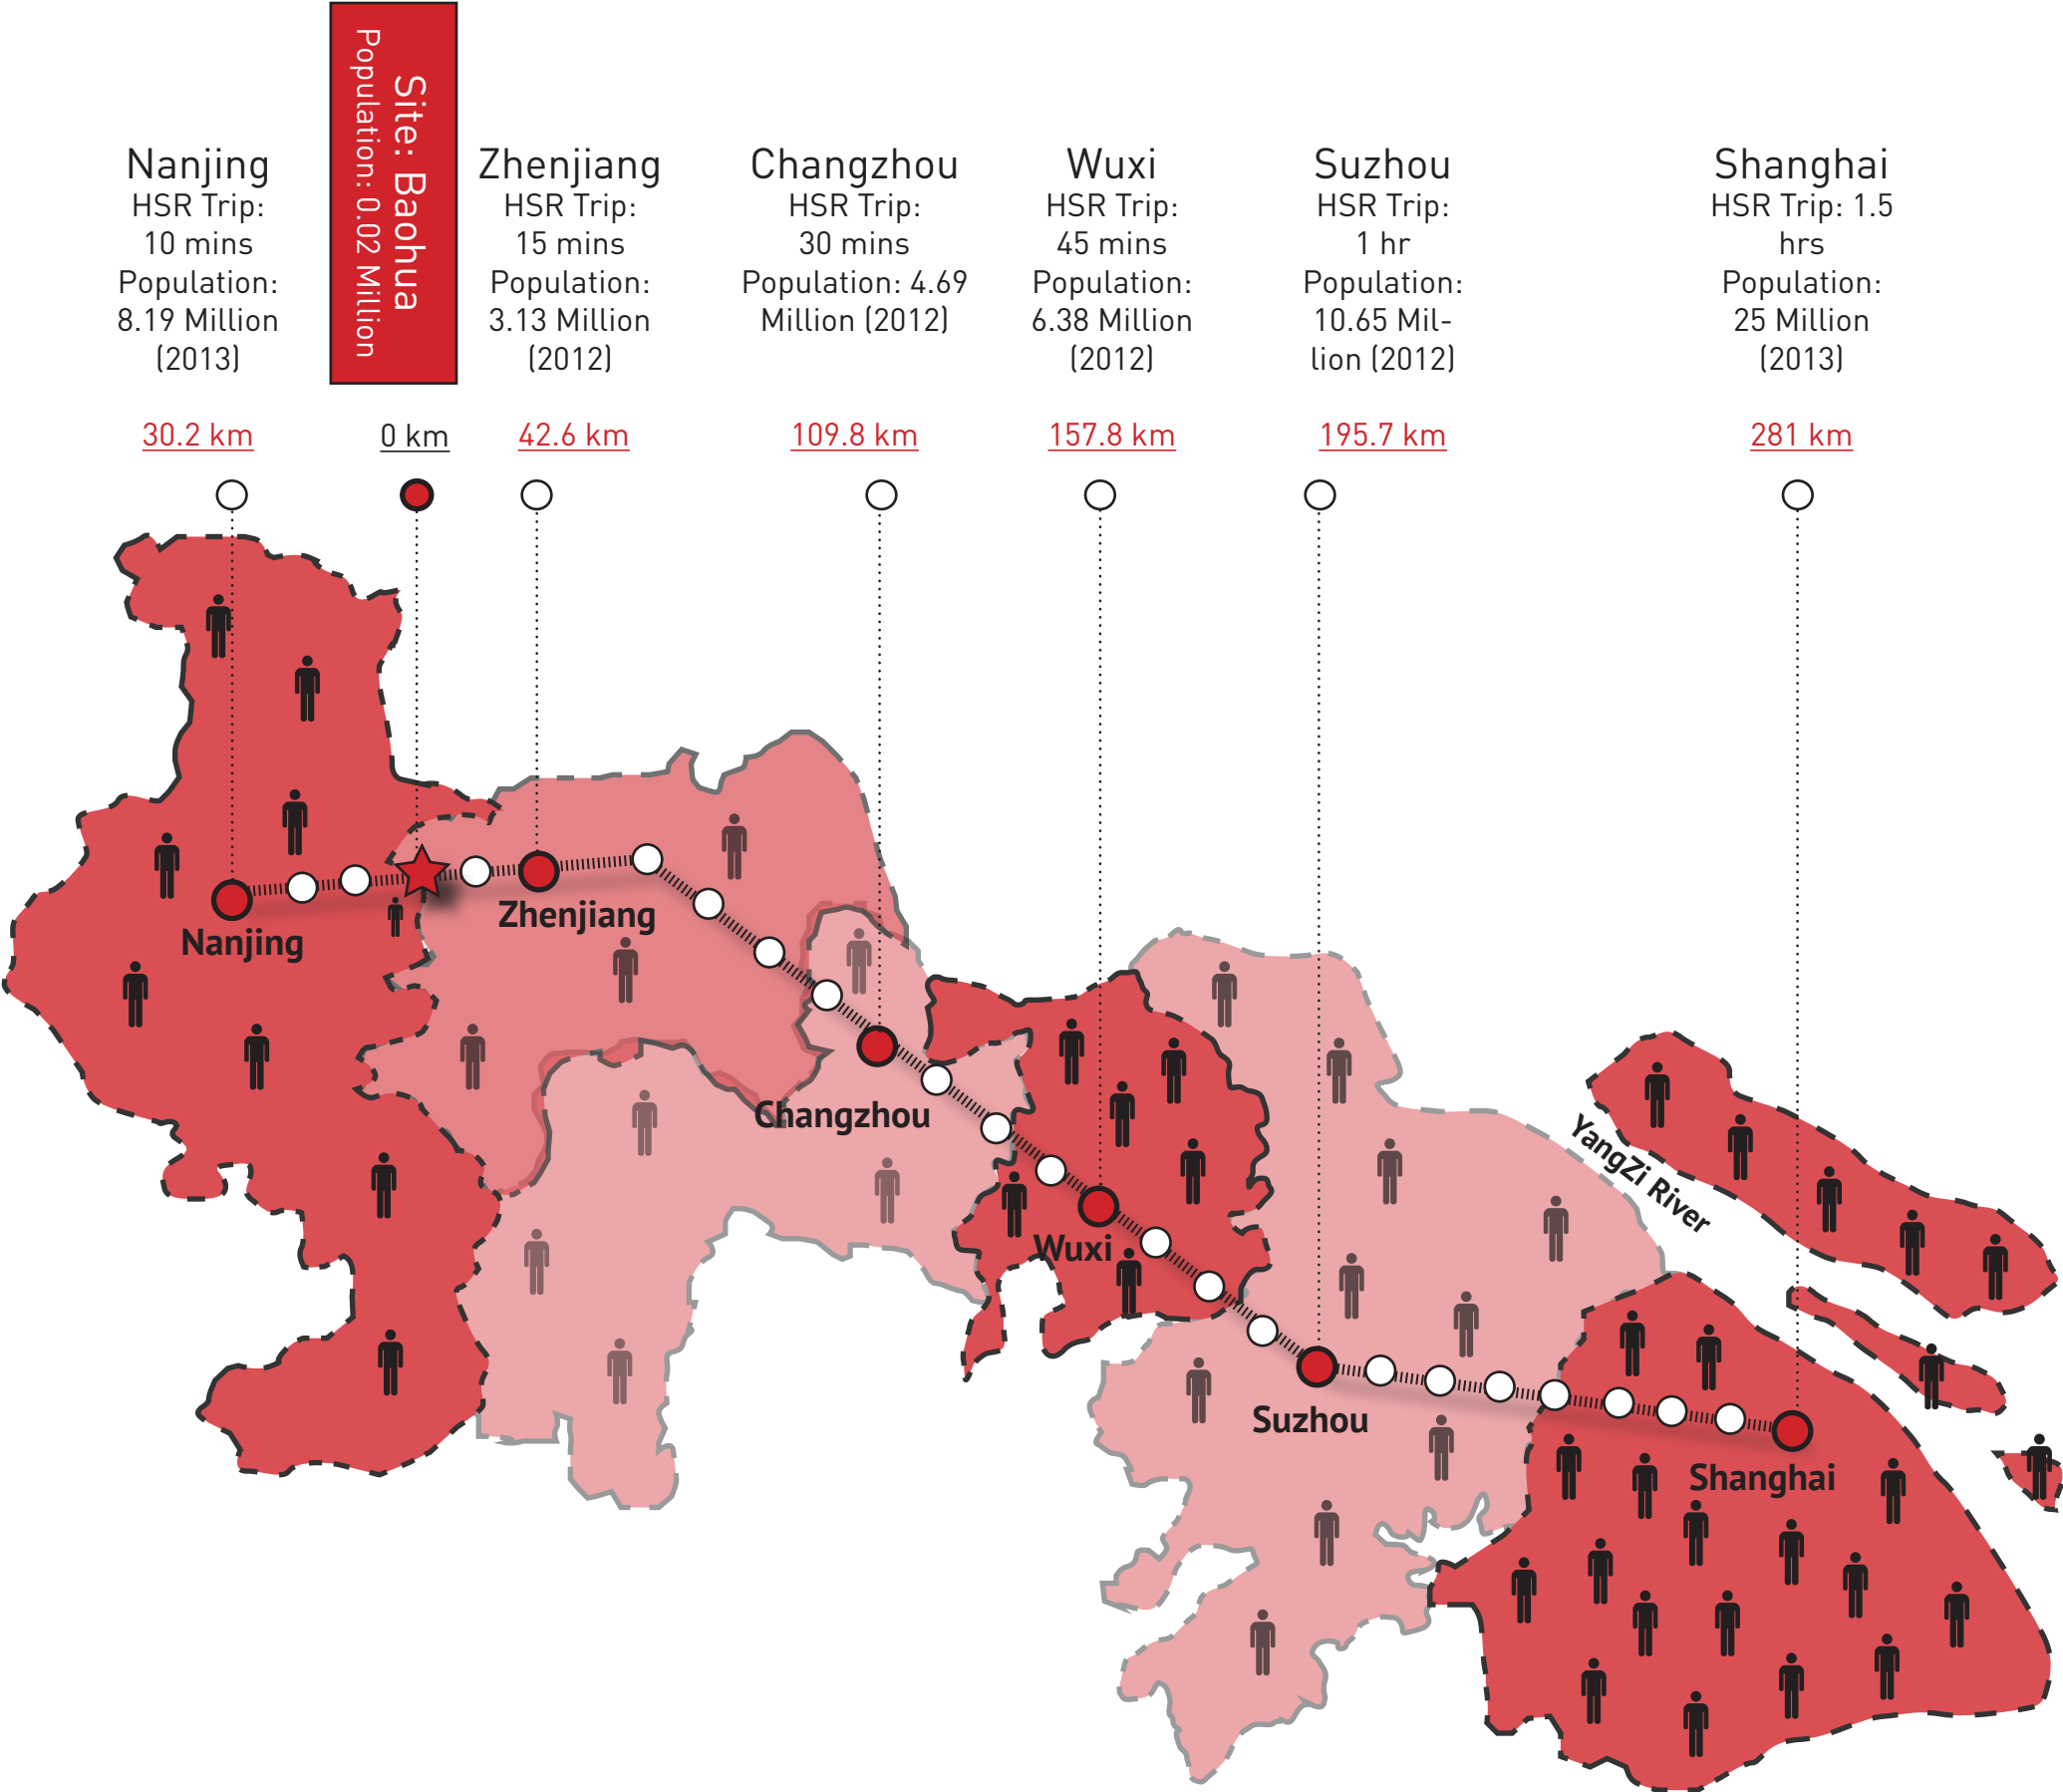 Site: Baohua
Population: 0.02 Million
Nanjing
HSR Trip:
10 mins
Population:
8.19 Million
(2013)
Zhenjiang
HSR Trip:
15 mins
Population:
3.13 Million
(2012)
Changzhou
HSR Trip:
30 mins
Population: 4.69
Million (2012)
Wuxi
HSR Trip:
45 mins
Population:
6.38 Million
(2012)
Suzhou
HSR Trip:
1 hr
Population:
10.65 Mil-
lion (2012)
Shanghai
HSR Trip: 1.5
hrs
Population:
25 Million
(2013)
30.2 km
0 km
42.6 km
109.8 km
157.8 km
195.7 km
281 km
Nanjing
Zhenjiang
Changzhou
Wuxi
Suzhou
Shanghai
YangZi River